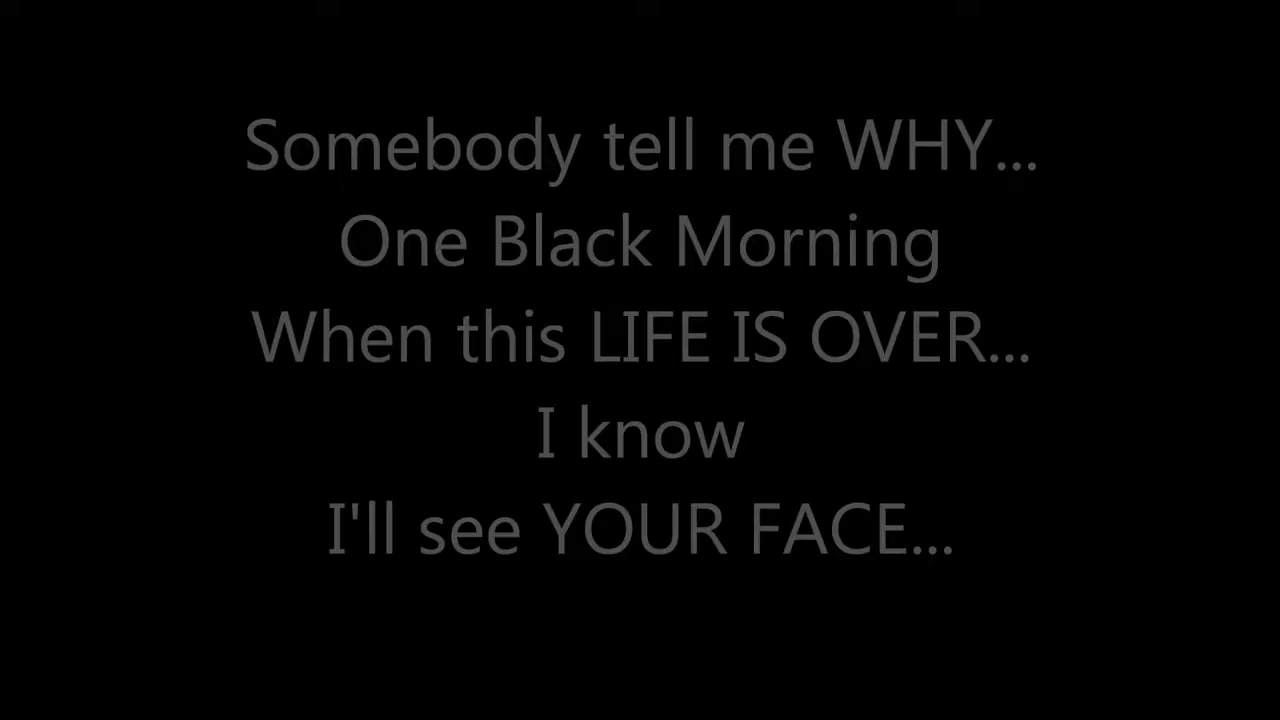 Somebody tell me WHY...
One Black Morning
When this LIFE IS OVER...
I know
I'll see YOUR FACE...